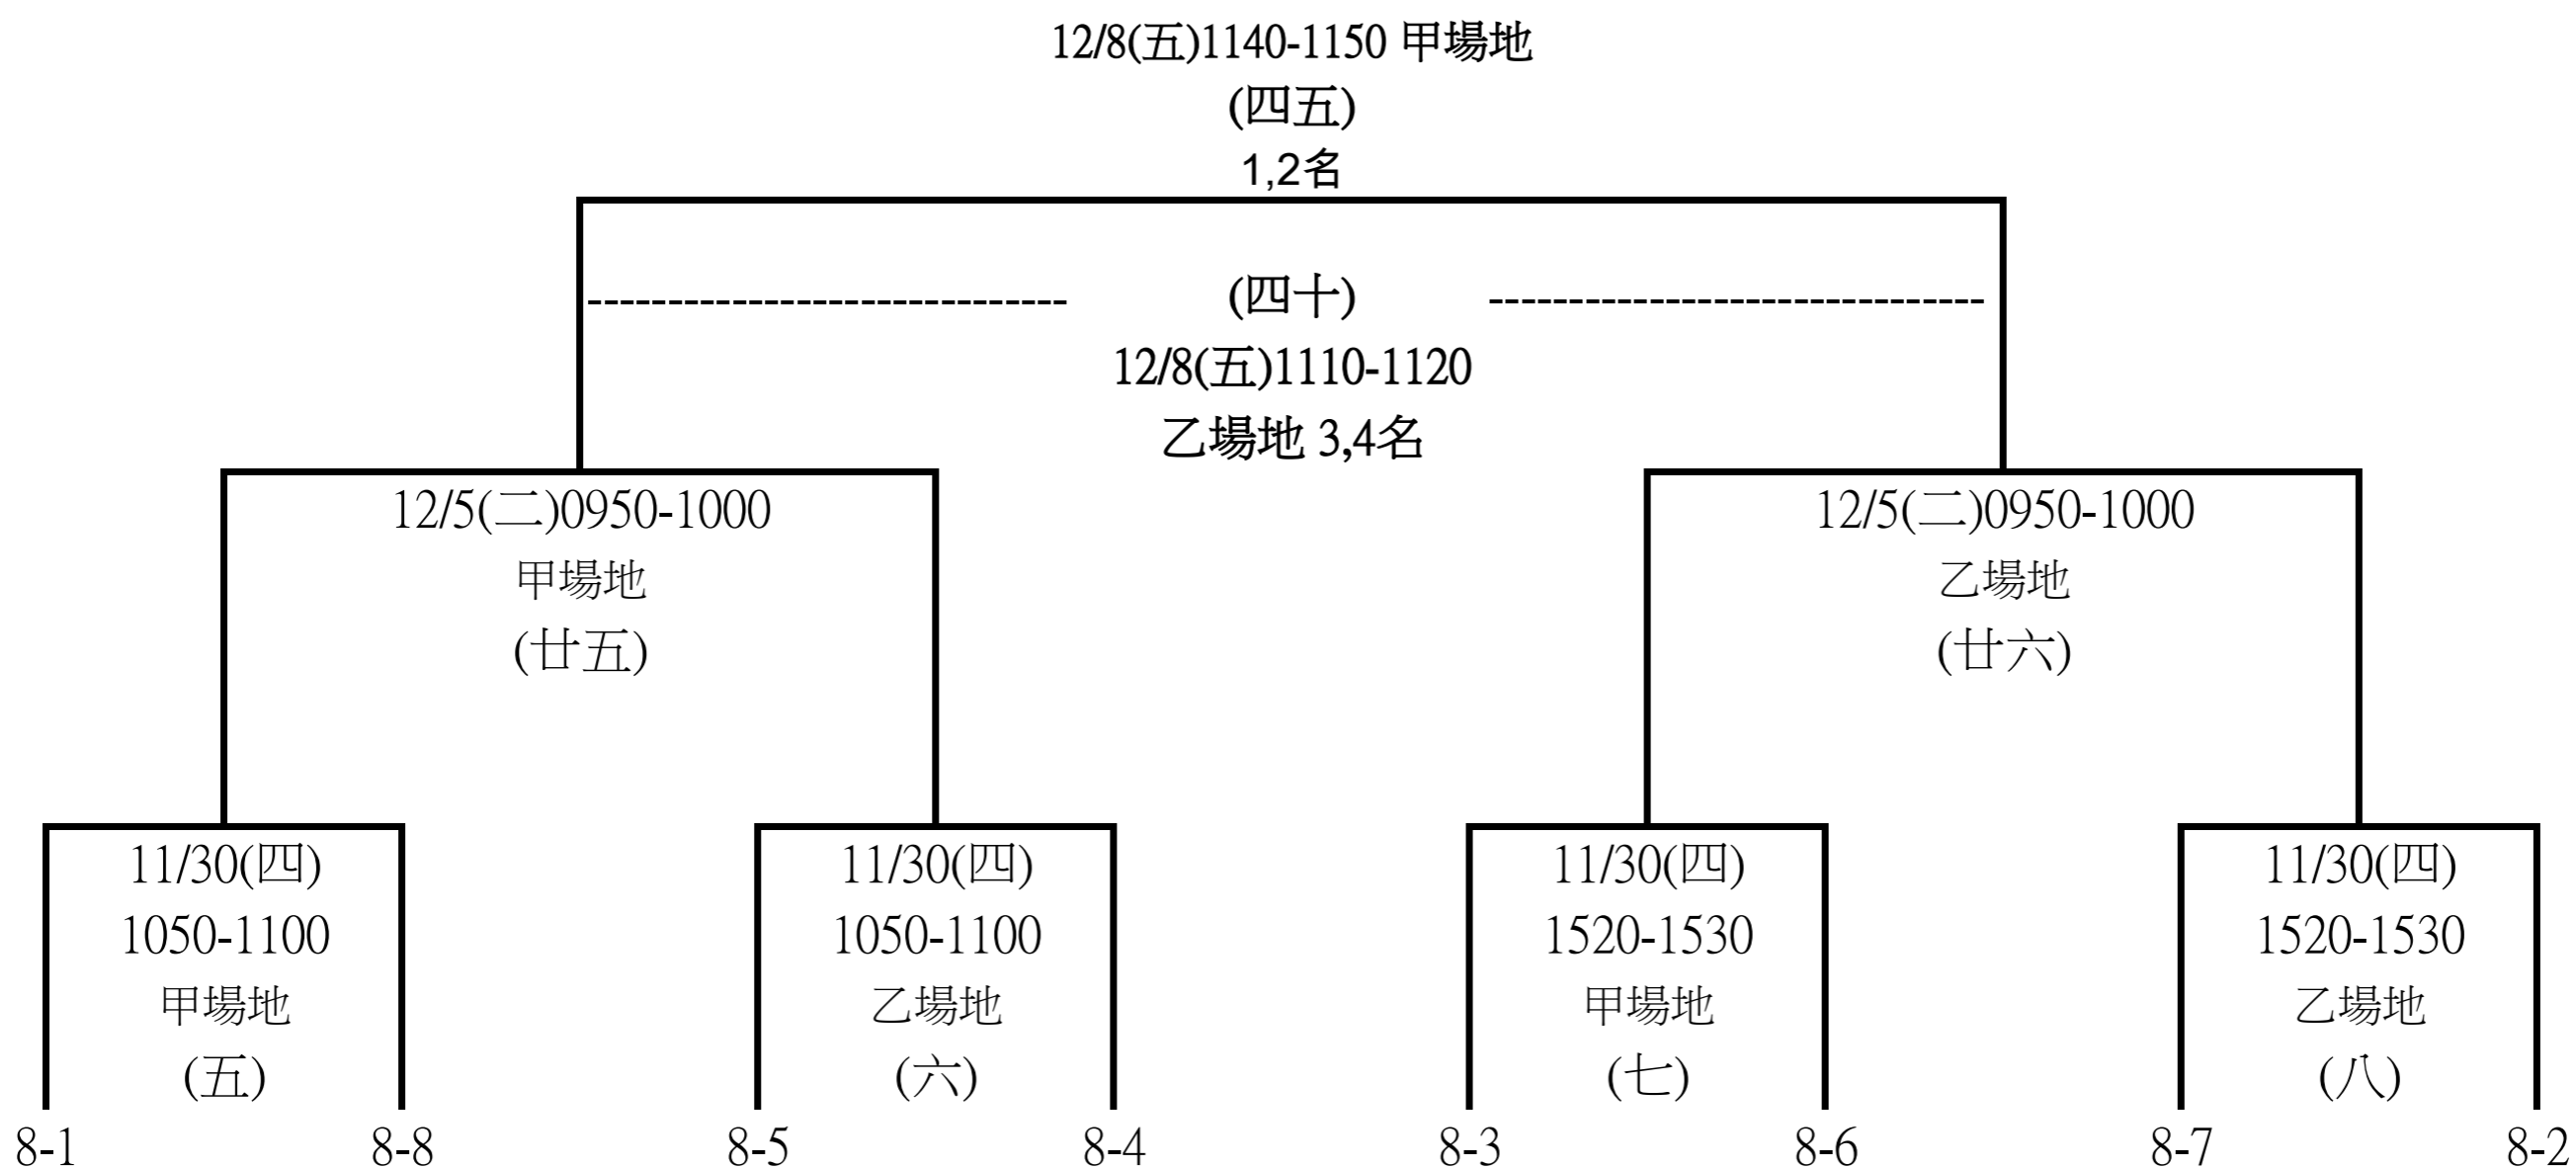 12/8(五)1140-1150 甲場地
(四五)
1,2名
(四十)
12/8(五)1110-1120
乙場地 3,4名
12/5(二)0950-1000
甲場地
(廿五)
12/5(二)0950-1000
乙場地
(廿六)
11/30(四)
1050-1100
甲場地
(五)
11/30(四)
1050-1100
乙場地
(六)
11/30(四)
1520-1530
甲場地
(七)
11/30(四)
1520-1530
乙場地
(八)
8-1 8-8 8-5 8-4 8-3 8-6 8-7 8-2